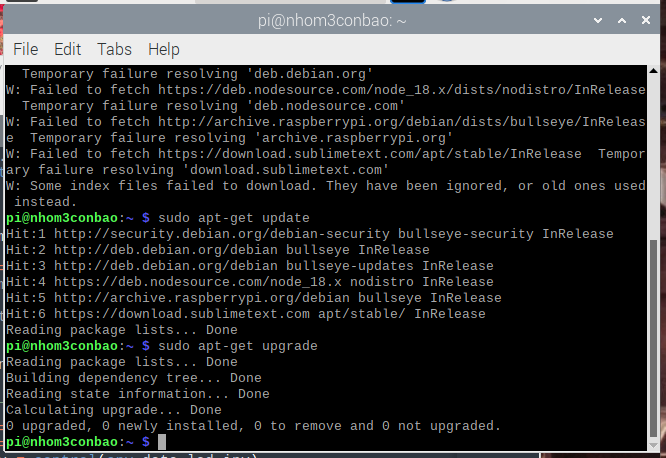 pi@nhom3conbao: ~
File Edit Tabs Help
Temporary failure resolving 'deb.debian.org'
W: Failed to fetch https://deb.nodesource.com/node_18.x/dists/nodistro/InRelease
Temporary failure resolving 'deb.nodesource.com'
W: Failed to fetch http://archive.raspberrypi.org/debian/dists/bullseye/InReleas
e  Temporary failure resolving 'archive.raspberrypi.org'
W: Failed to fetch https://download.sublimetext.com/apt/stable/InRelease  Tempor
ary failure resolving 'download.sublimetext.com'
W: Some index files failed to download. They have been ignored, or old ones used
instead.
pi@nhom3conbao:~ $ sudo apt-get update
Hit:1 http://security.debian.org/debian-security bullseye-security InRelease
Hit:2 http://deb.debian.org/debian bullseye InRelease
Hit:3 http://deb.debian.org/debian bullseye-updates InRelease
Hit:4 https://deb.nodesource.com/node_18.x nodistro InRelease
Hit:5 http://archive.raspberrypi.org/debian bullseye InRelease
Hit:6 https://download.sublimetext.com apt/stable/ InRelease
Reading package lists... Done
pi@nhom3conbao:~ $ sudo apt-get upgrade
Reading package lists... Done
Building dependency tree... Done
Reading state information... Done
Calculating upgrade... Done
0 upgraded, 0 newly installed, 0 to remove and 0 not upgraded.
pi@nhom3conbao:~ $